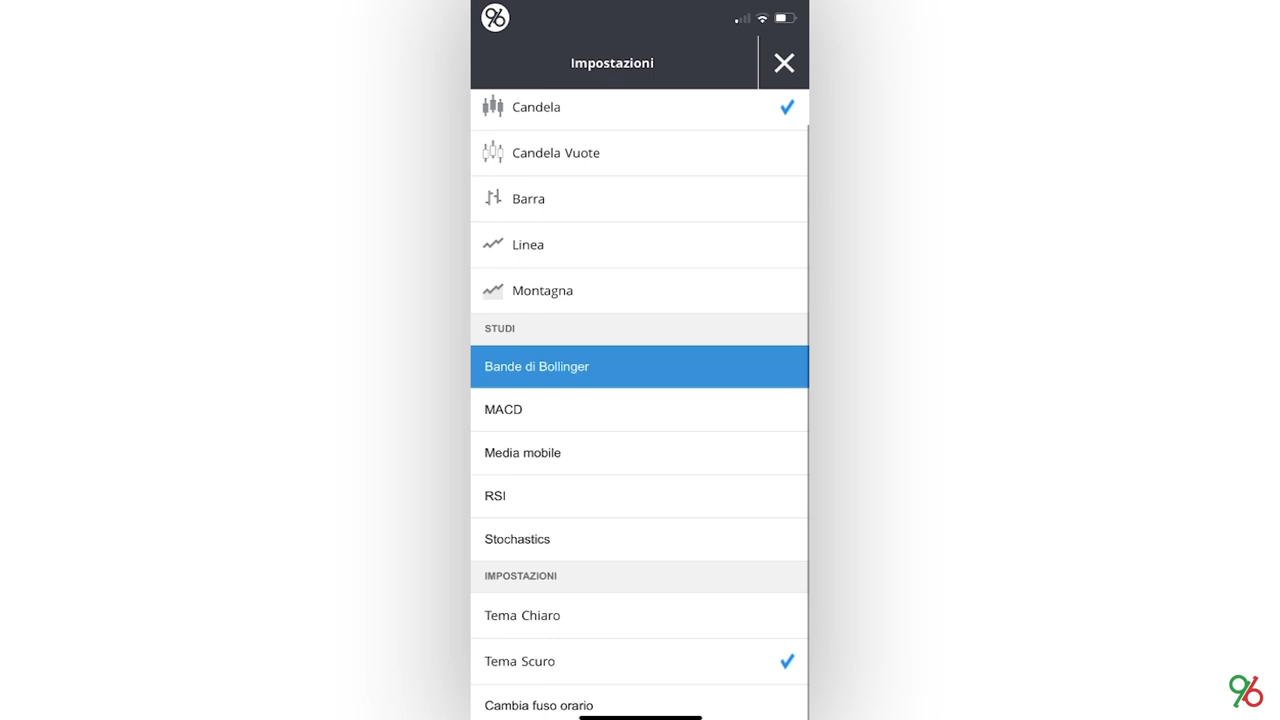 %
Impostazioni
Candela
Candela Vuote
Barra
Linea
Montagna
STUDI
Bande di Bollinger
MACD
Media mobile
RSI
Stochastics
IMPOSTAZIONI
Tema Chiaro
Tema Scuro
Cambia fuso orario
%